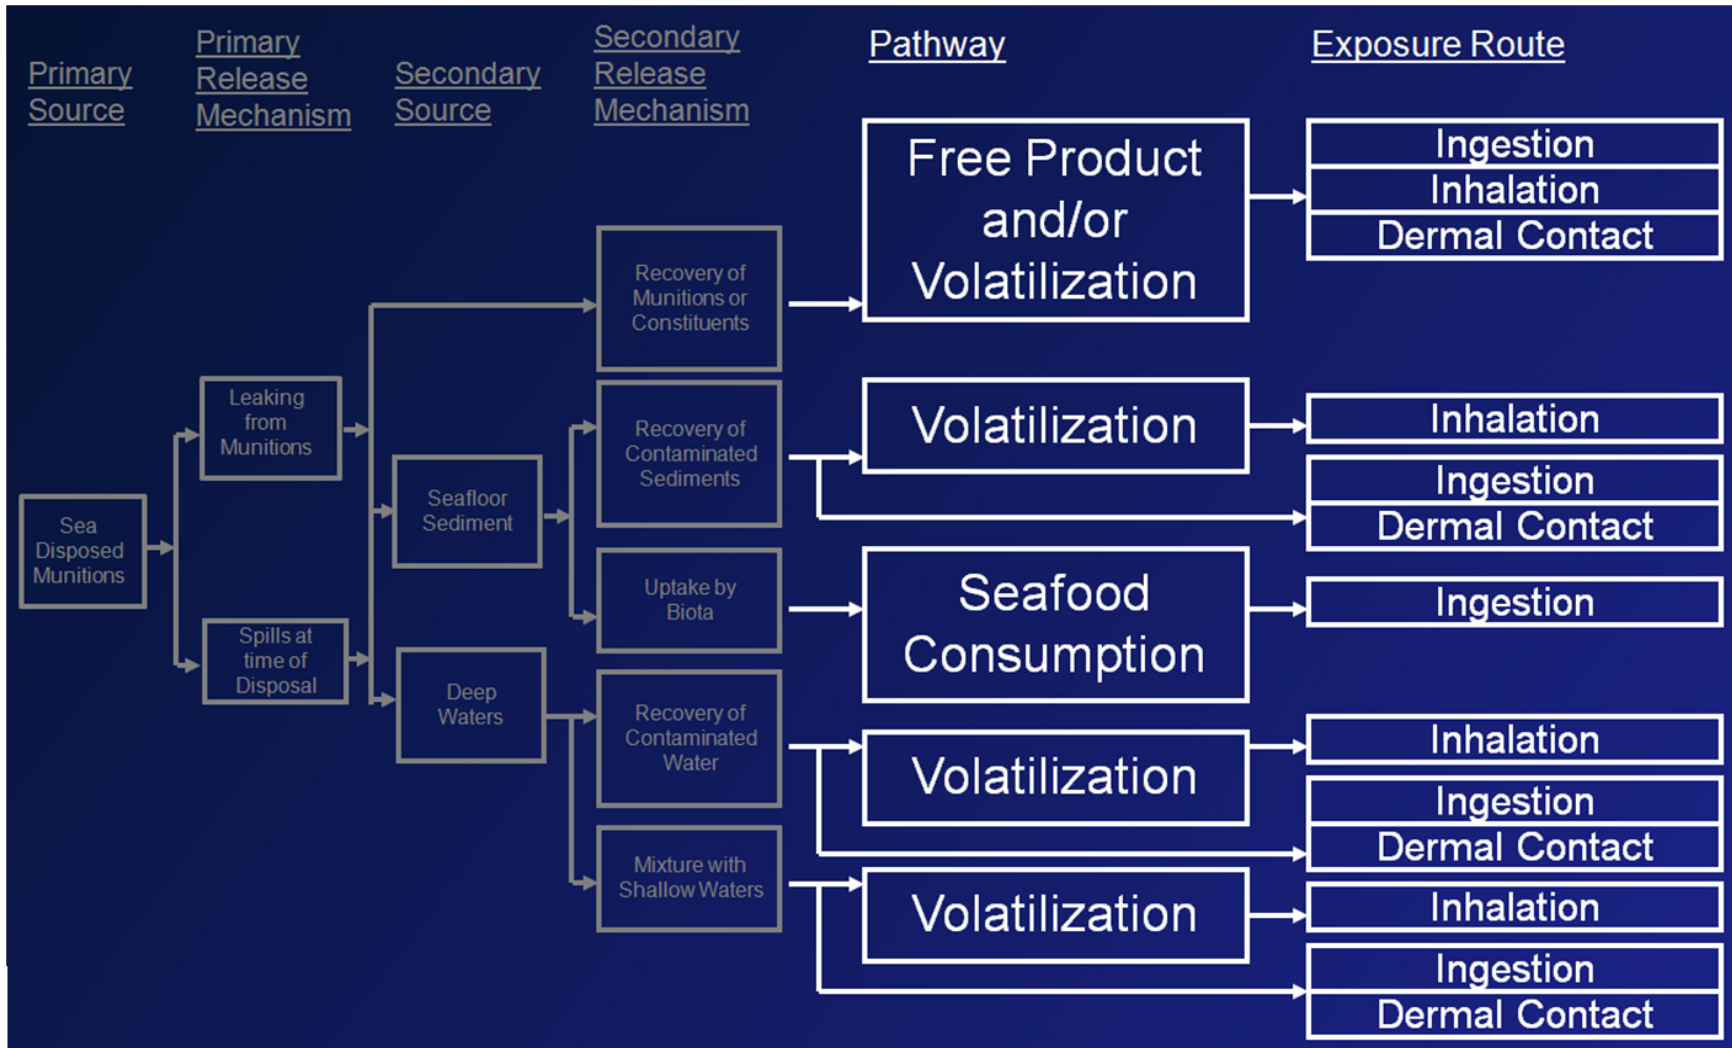 Primary
Source
Primary
Release
Mechanism
Secondary
Source
Secondary
Release
Mechanism
Pathway
Exposure Route
Sea
Disposed
Munitions
Leaking
from
Munitions
Spills at
time of
Disposal
Seafloor
Sediment
Deep
Waters
Recovery of
Munitions or
Constituents
Recovery of
Contaminated
Sediments
Uptake by
Biota
Recovery of
Contaminated
Water
Mixture with
Shallow Waters
Free Product
and/or
Volatilization
Volatilization
Seafood
Consumption
Volatilization
Volatilization
Ingestion
Inhalation
Dermal Contact
Inhalation
Ingestion
Dermal Contact
Ingestion
Inhalation
Ingestion
Dermal Contact
Inhalation
Ingestion
Dermal Contact